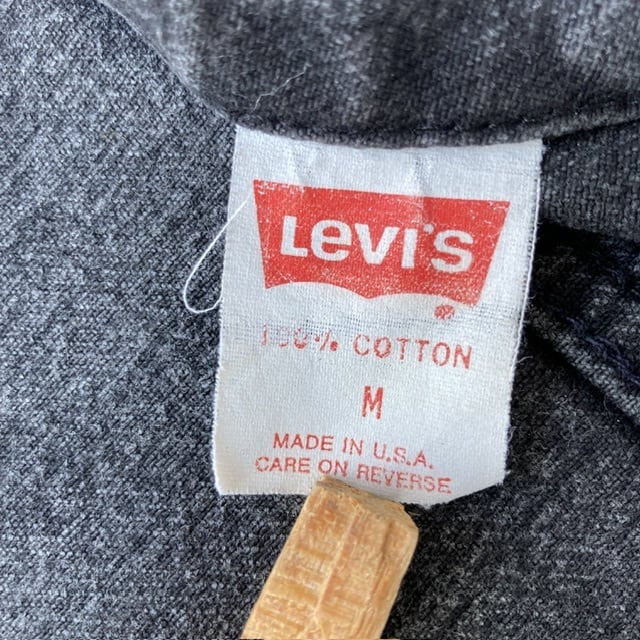 Levi's
®
100% COTTON
M
MADE IN U.S.A.
CARE ON REVERSE